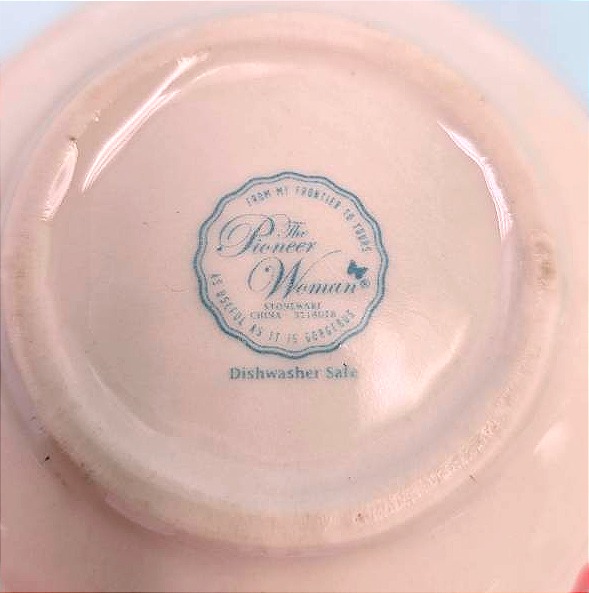 FROM MY FRONTIER TO YOURS
The
Pioneer
Woman®
STONEWARE
CHINA
AS USEFUL AS IT IS GORGEOUS
Dishwasher Safe